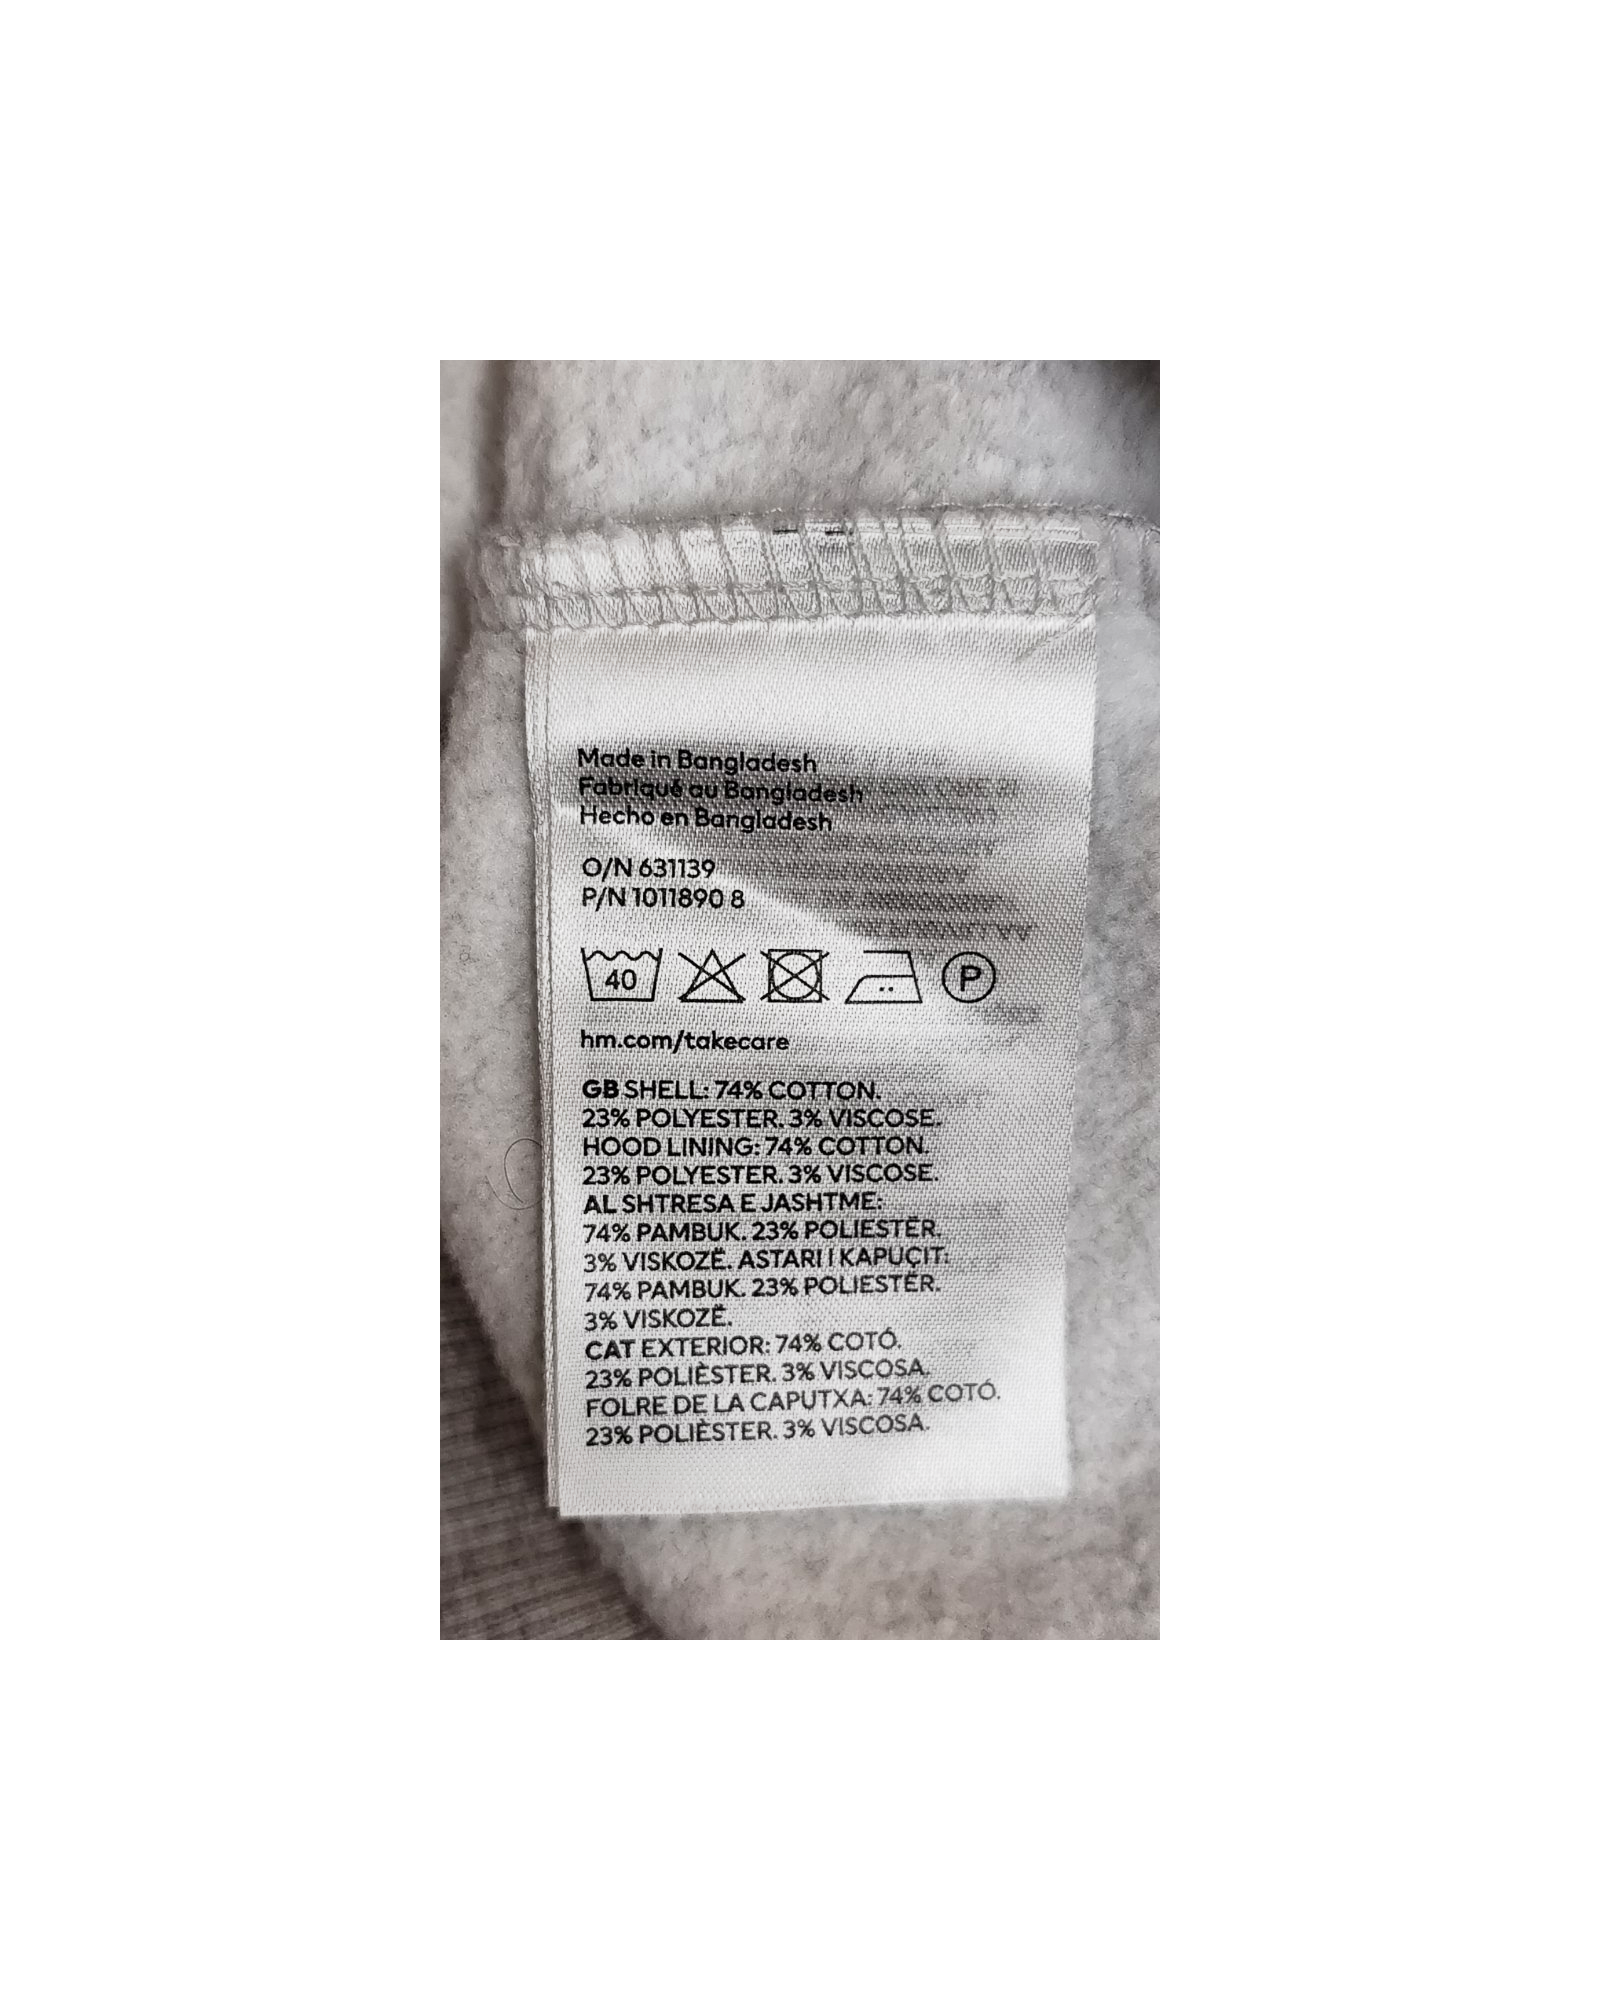 Made in Bangladesh
Fabriqué au Bangladesh
Hecho en Bangladesh
O/N 631139
P/N 1011890 8
40 P
hm.com/takecare
GB SHELL: 74% COTTON.
23% POLYESTER. 3% VISCOSE.
HOOD LINING: 74% COTTON.
23% POLYESTER. 3% VISCOSE.
AL SHTRESA E JASHTME:
74% PAMBUK. 23% POLIESTËR.
3% VISKOZË. ASTARI I KAPUÇIT:
74% PAMBUK. 23% POLIESTËR.
3% VISKOZË.
CAT EXTERIOR: 74% COTÓ.
23% POLIÈSTER. 3% VISCOSA.
FOLRE DE LA CAPUTXA: 74% COTÓ.
23% POLIÈSTER. 3% VISCOSA.